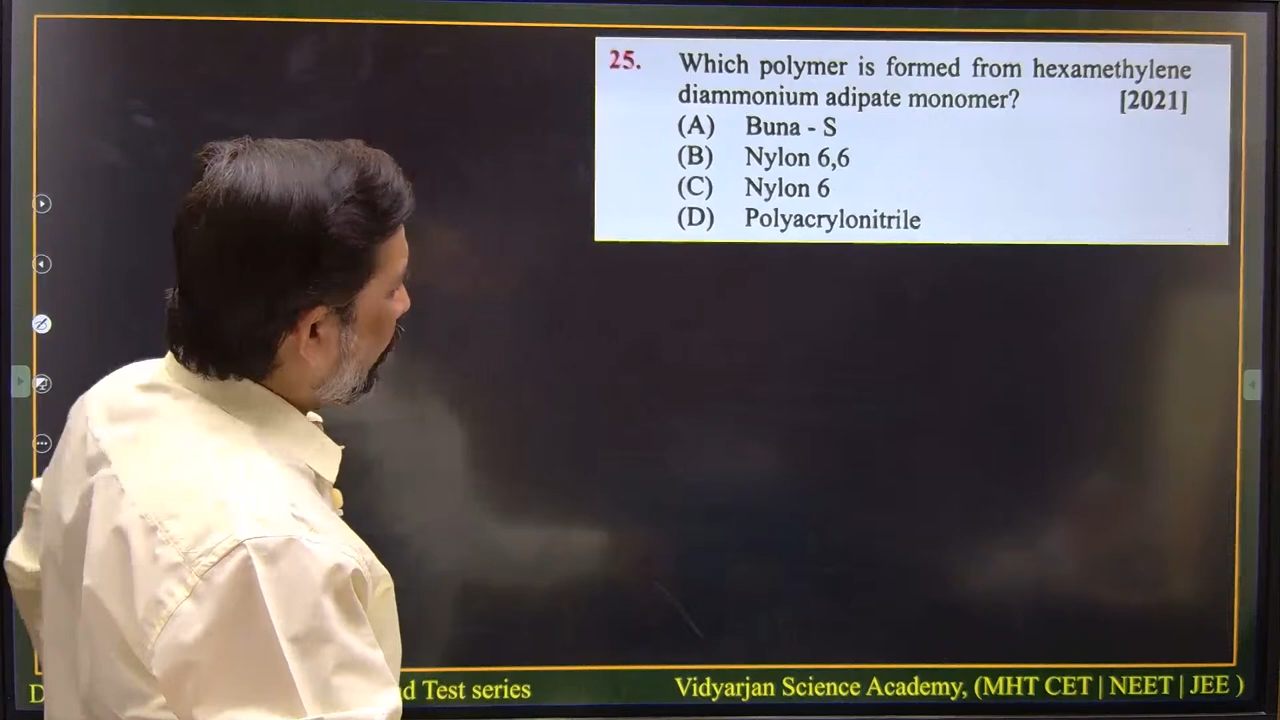 25. Which polymer is formed from hexamethylene
diammonium adipate monomer? [2021]
(A) Buna - S
(B) Nylon 6,6
(C) Nylon 6
(D) Polyacrylonitrile
Test series
Vidyarjan Science Academy, (MHT CET | NEET | JEE )